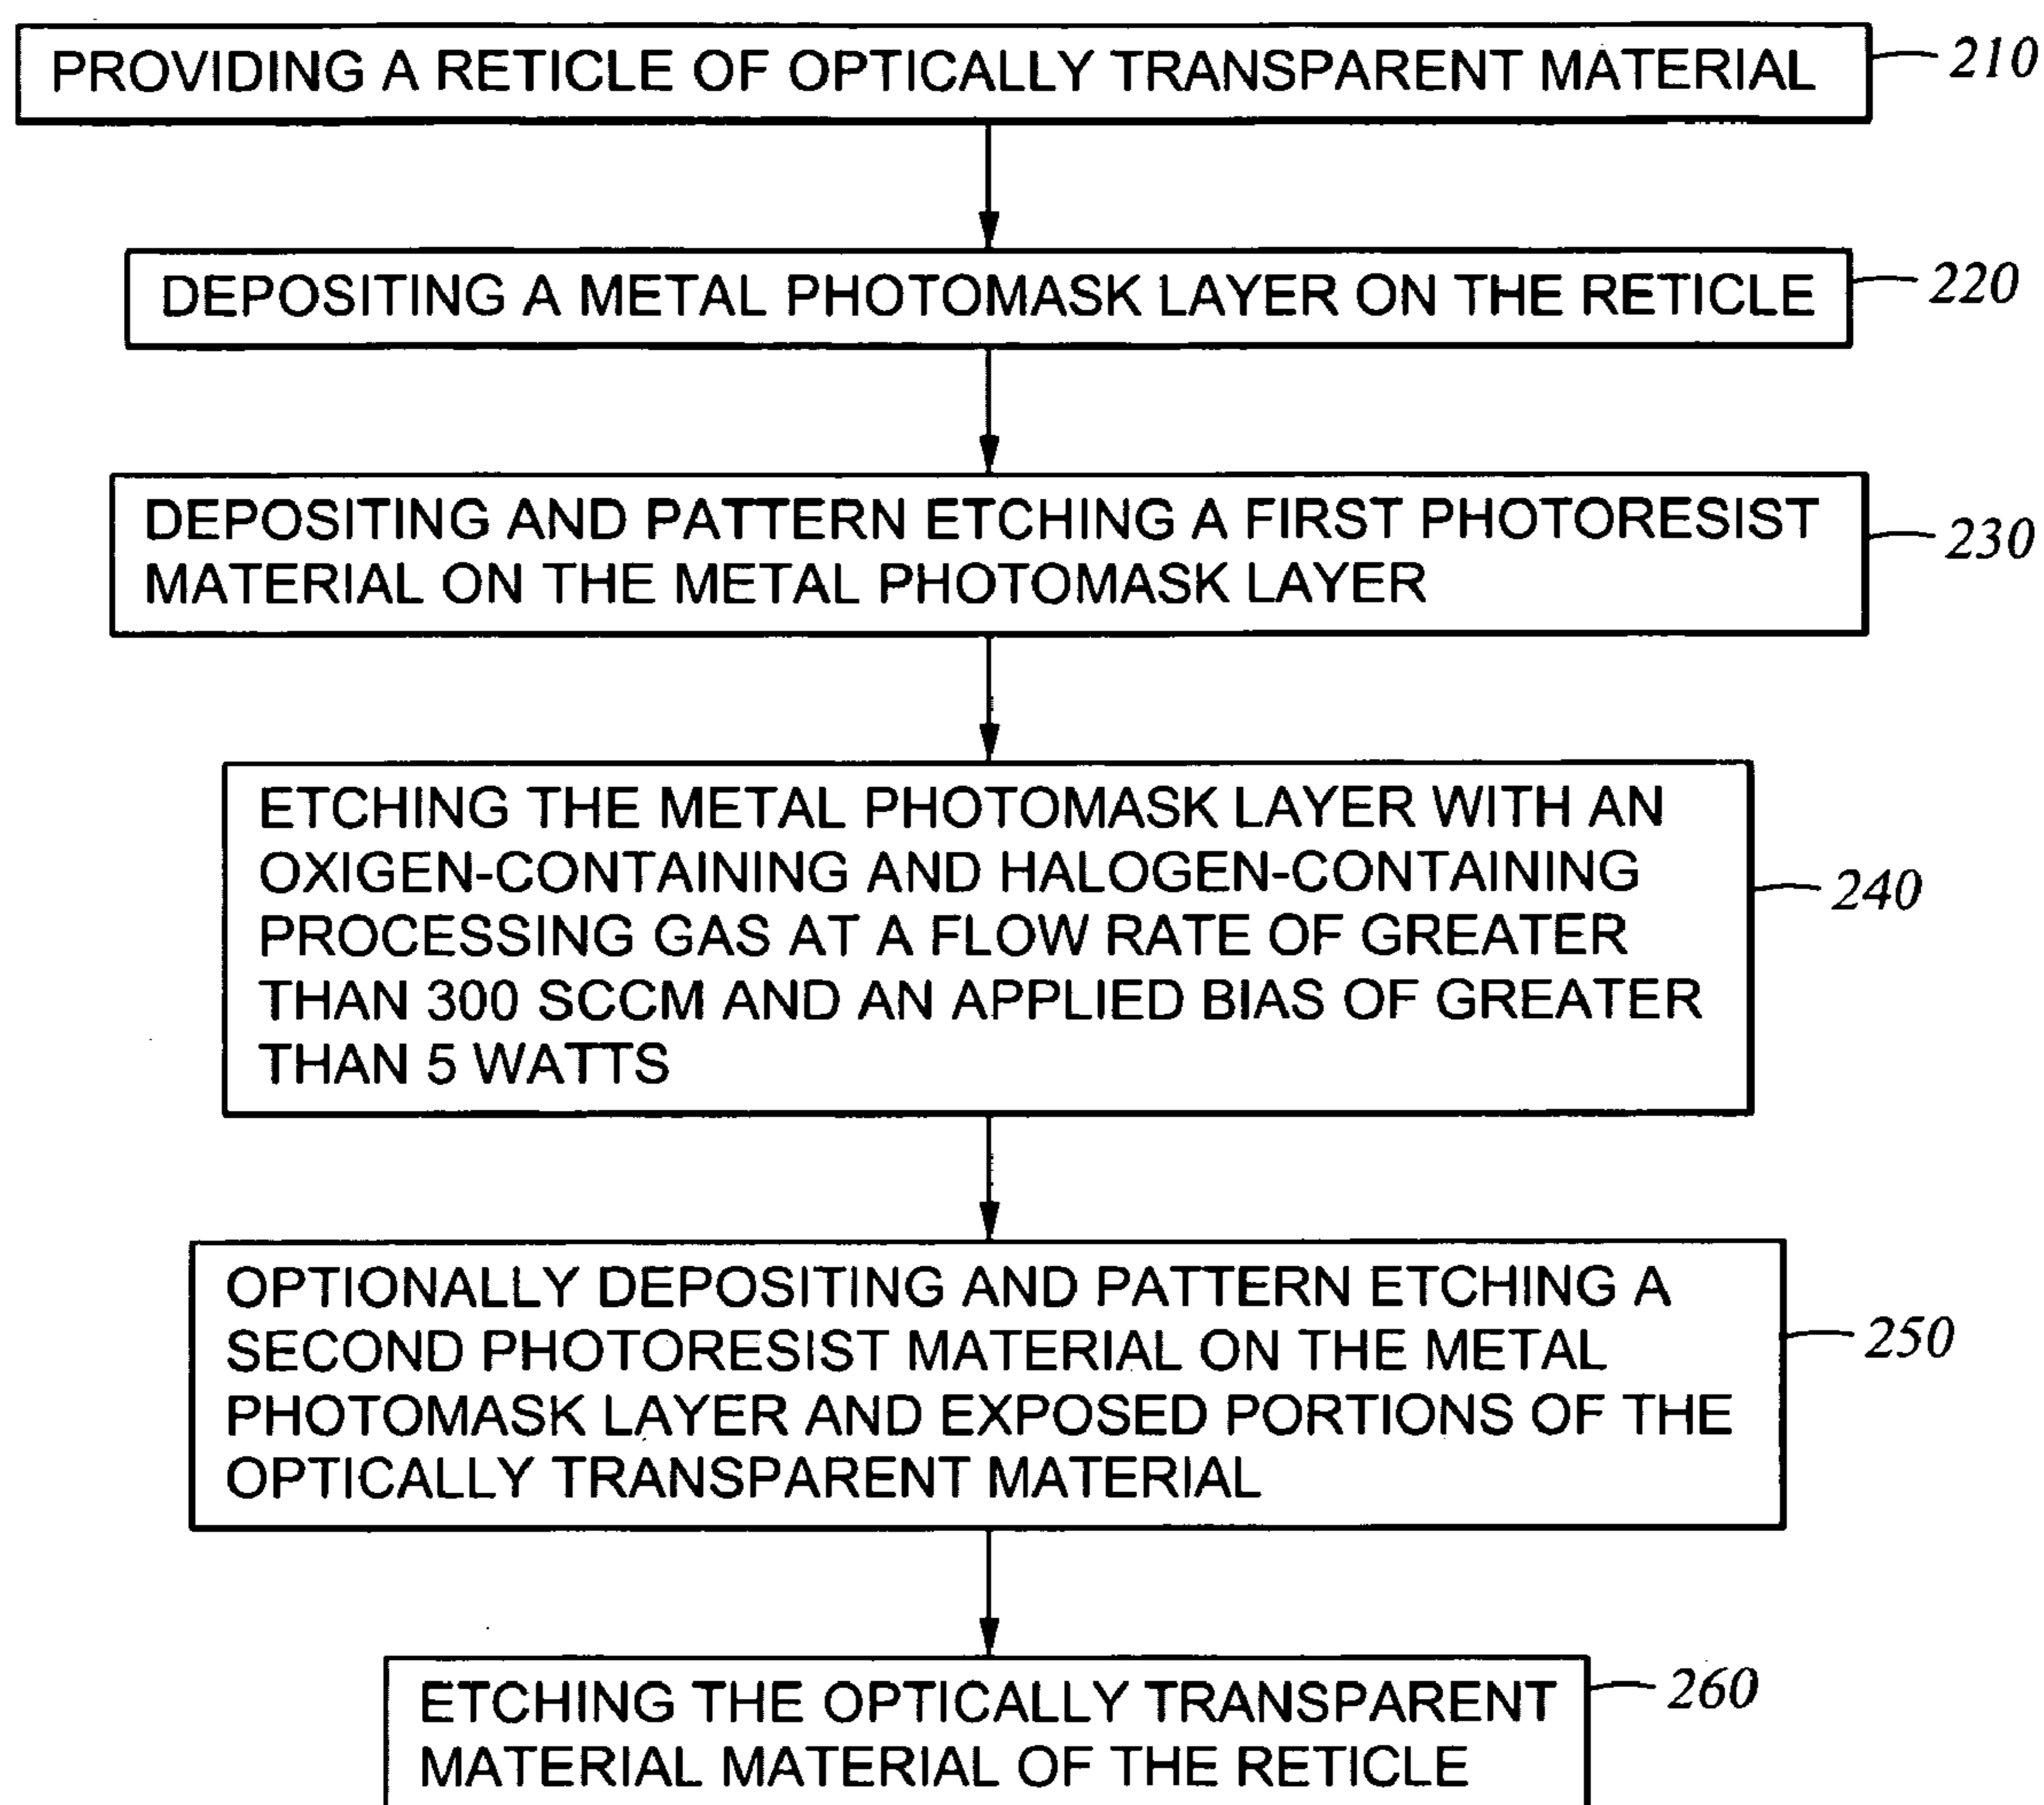 PROVIDING A RETICLE OF OPTICALLY TRANSPARENT MATERIAL 210
DEPOSITING A METAL PHOTOMASK LAYER ON THE RETICLE 220
DEPOSITING AND PATTERN ETCHING A FIRST PHOTORESIST
MATERIAL ON THE METAL PHOTOMASK LAYER
230
ETCHING THE METAL PHOTOMASK LAYER WITH AN
OXIGEN-CONTAINING AND HALOGEN-CONTAINING
PROCESSING GAS AT A FLOW RATE OF GREATER
THAN 300 SCCM AND AN APPLIED BIAS OF GREATER
THAN 5 WATTS
240
OPTIONALLY DEPOSITING AND PATTERN ETCHING A
SECOND PHOTORESIST MATERIAL ON THE METAL
PHOTOMASK LAYER AND EXPOSED PORTIONS OF THE
OPTICALLY TRANSPARENT MATERIAL
250
ETCHING THE OPTICALLY TRANSPARENT
MATERIAL MATERIAL OF THE RETICLE
260